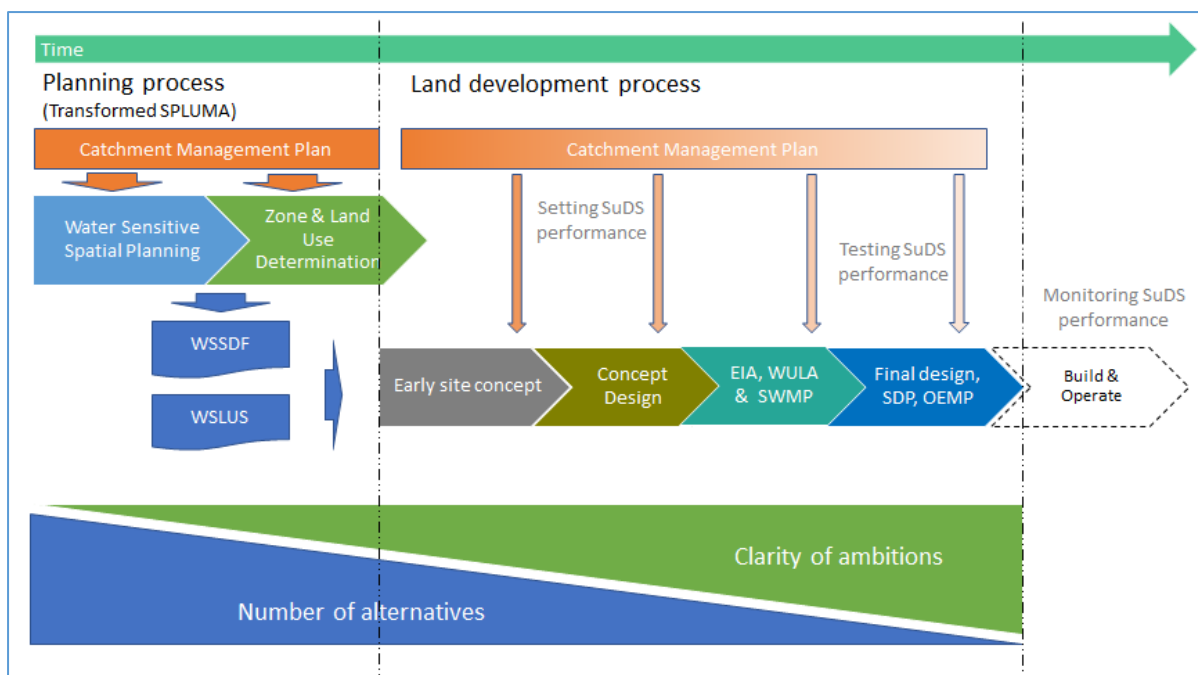 Time
Planning process
(Transformed SPLUMA)
Land development process
Catchment Management Plan
Catchment Management Plan
Water Sensitive
Spatial Planning
Zone & Land
Use
Determination
Setting SuDS
performance
Testing SuDS
performance
Monitoring SuDS
performance
WSSDF
WSLUS
Early site concept
Concept
Design
EIA, WULA
& SWMP
Final design,
SDP, OEMP
Build &
Operate
Clarity of ambitions
Number of alternatives